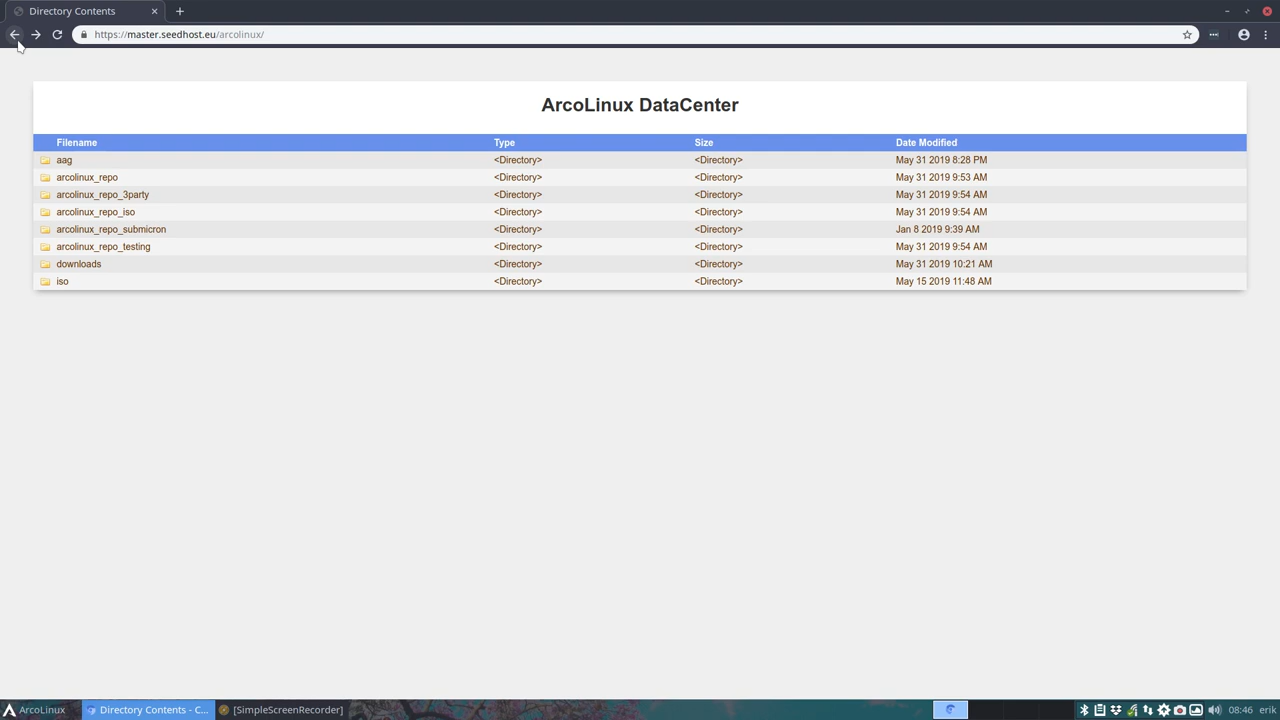 Directory Contents
https://master.seedhost.eu/arcolinux/
ArcoLinux DataCenter
Filename Type Size Date Modified
aag <Directory> <Directory> May 31 2019 8:28 PM
arcolinux_repo <Directory> <Directory> May 31 2019 9:53 AM
arcolinux_repo_3party <Directory> <Directory> May 31 2019 9:54 AM
arcolinux_repo_iso <Directory> <Directory> May 31 2019 9:54 AM
arcolinux_repo_submicron <Directory> <Directory> Jan 8 2019 9:39 AM
arcolinux_repo_testing <Directory> <Directory> May 31 2019 9:54 AM
downloads <Directory> <Directory> May 31 2019 10:21 AM
iso <Directory> <Directory> May 15 2019 11:48 AM
ArcoLinux Directory Contents - C... [SimpleScreenRecorder] 08:46 erik